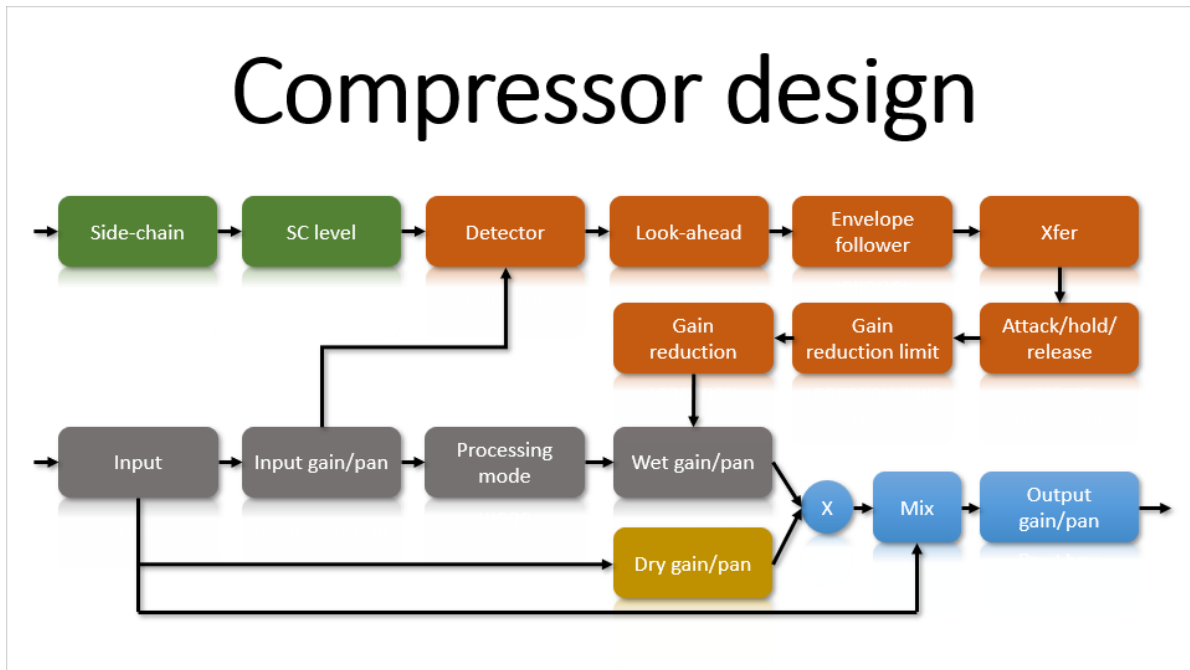 Compressor design
Side-chain
SC level
Detector
Look-ahead
Envelope
follower
Xfer
Gain
reduction
Gain
reduction limit
Attack/hold/
release
Input
Input gain/pan
Processing
mode
Wet gain/pan
X
Mix
Output
gain/pan
Dry gain/pan